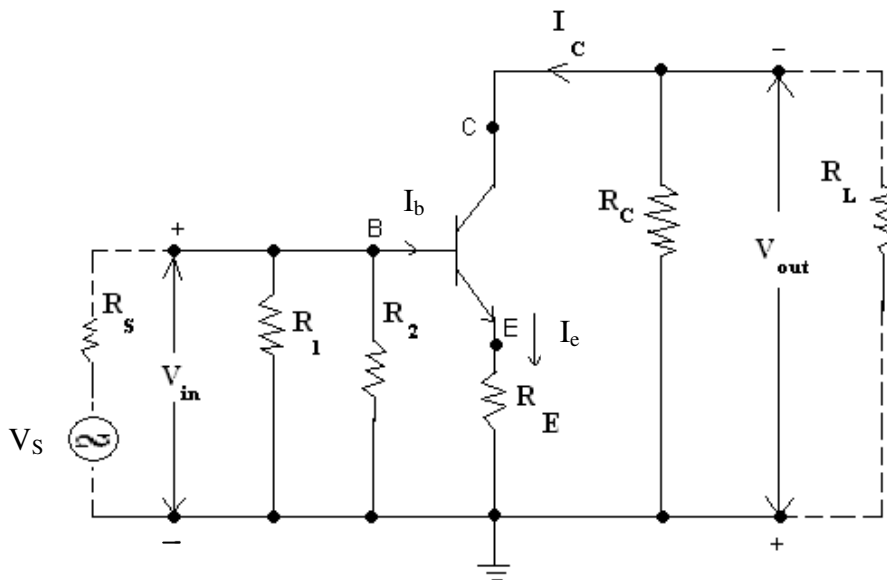 I C
−
C
R C
R L
I b
B
+
R S
R 1
R 2
V out
E
I e
V in
R E
V S
−
+